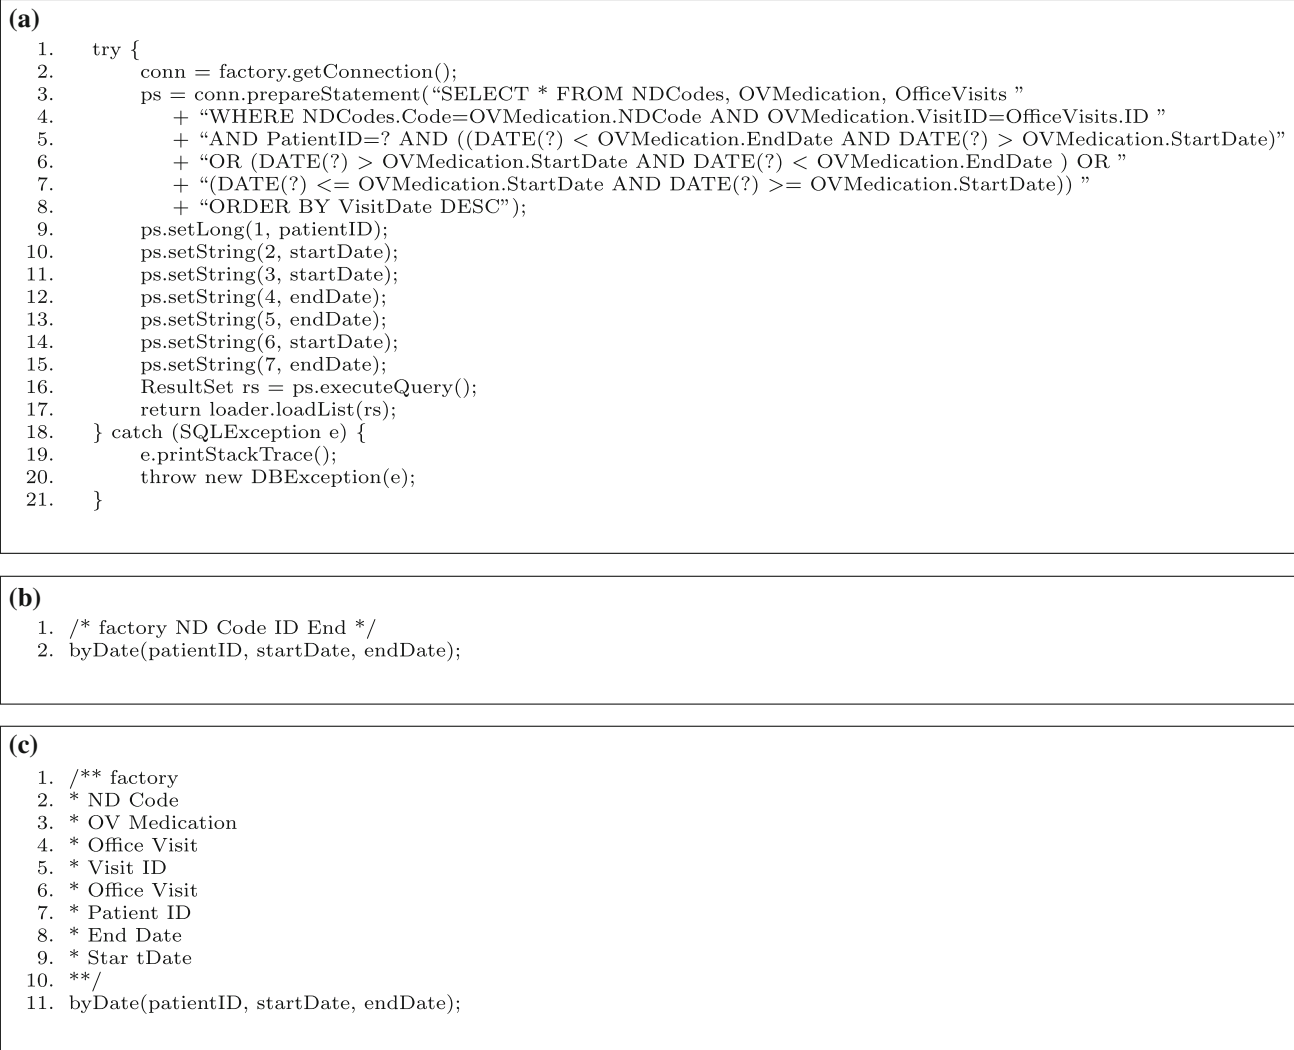 (a)
1. try {
2. conn = factory.getConnection();
3. ps = conn.prepareStatement(“SELECT * FROM NDCodes, OVMedication, OfficeVisits ”
4. + “WHERE NDCodes.Code=OVMedication.NDCode AND OVMedication.VisitID=OfficeVisits.ID ”
5. + “AND PatientID=? AND ((DATE(?) < OVMedication.EndDate AND DATE(?) > OVMedication.StartDate)”
6. + “OR (DATE(?) > OVMedication.StartDate AND DATE(?) < OVMedication.EndDate ) OR ”
7. + “(DATE(?) <= OVMedication.StartDate AND DATE(?) >= OVMedication.StartDate)) ”
8. + “ORDER BY VisitDate DESC”);
9. ps.setLong(1, patientID);
10. ps.setString(2, startDate);
11. ps.setString(3, startDate);
12. ps.setString(4, endDate);
13. ps.setString(5, endDate);
14. ps.setString(6, startDate);
15. ps.setString(7, endDate);
16. ResultSet rs = ps.executeQuery();
17. return loader.loadList(rs);
18. } catch (SQLException e) {
19. e.printStackTrace();
20. throw new DBException(e);
21. }
(b)
1. /* factory ND Code ID End */
2. byDate(patientID, startDate, endDate);
(c)
1. /** factory
2. * ND Code
3. * OV Medication
4. * Office Visit
5. * Visit ID
6. * Office Visit
7. * Patient ID
8. * End Date
9. * Star tDate
10. **/
11. byDate(patientID, startDate, endDate);